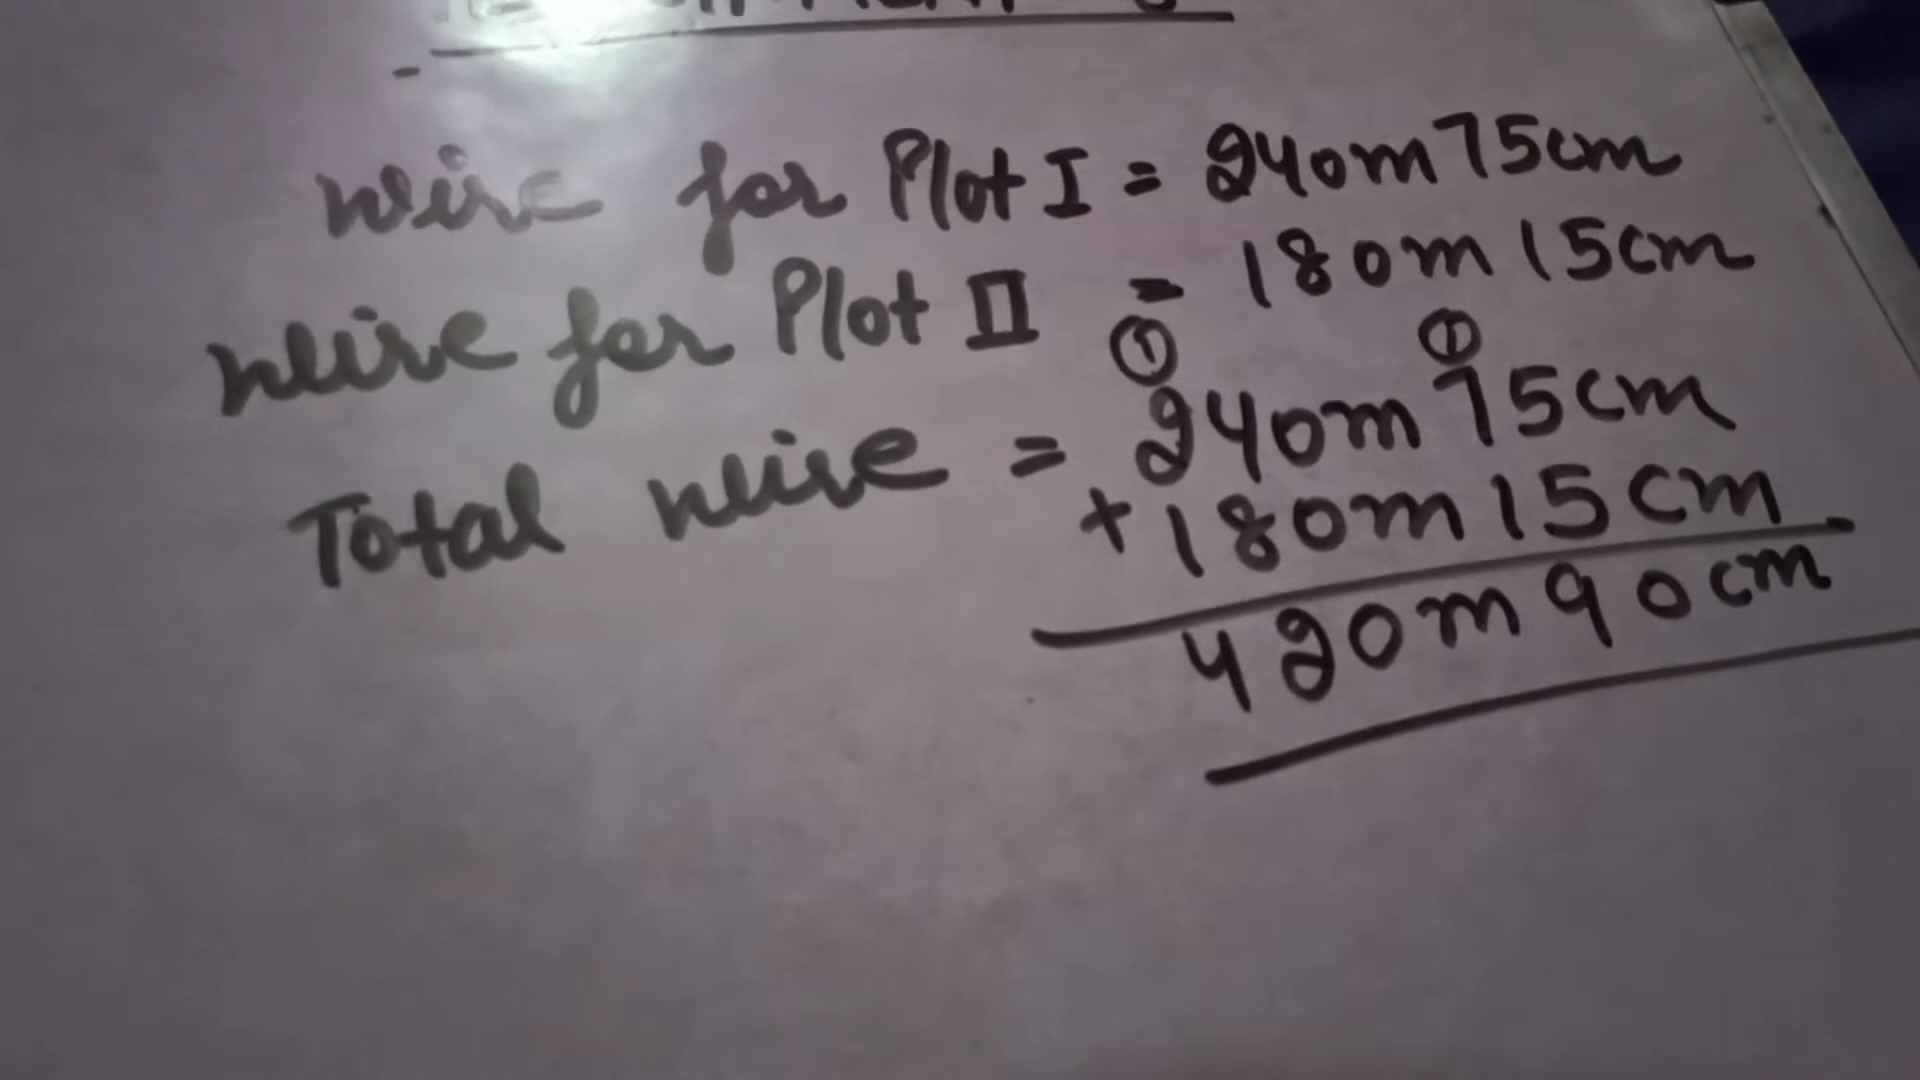 Wire for Plot I = 240m 75cm
Wire for Plot II = 180m 15cm
① ①
Total wire = 240m 75cm
+ 180m 15cm
420m 90cm